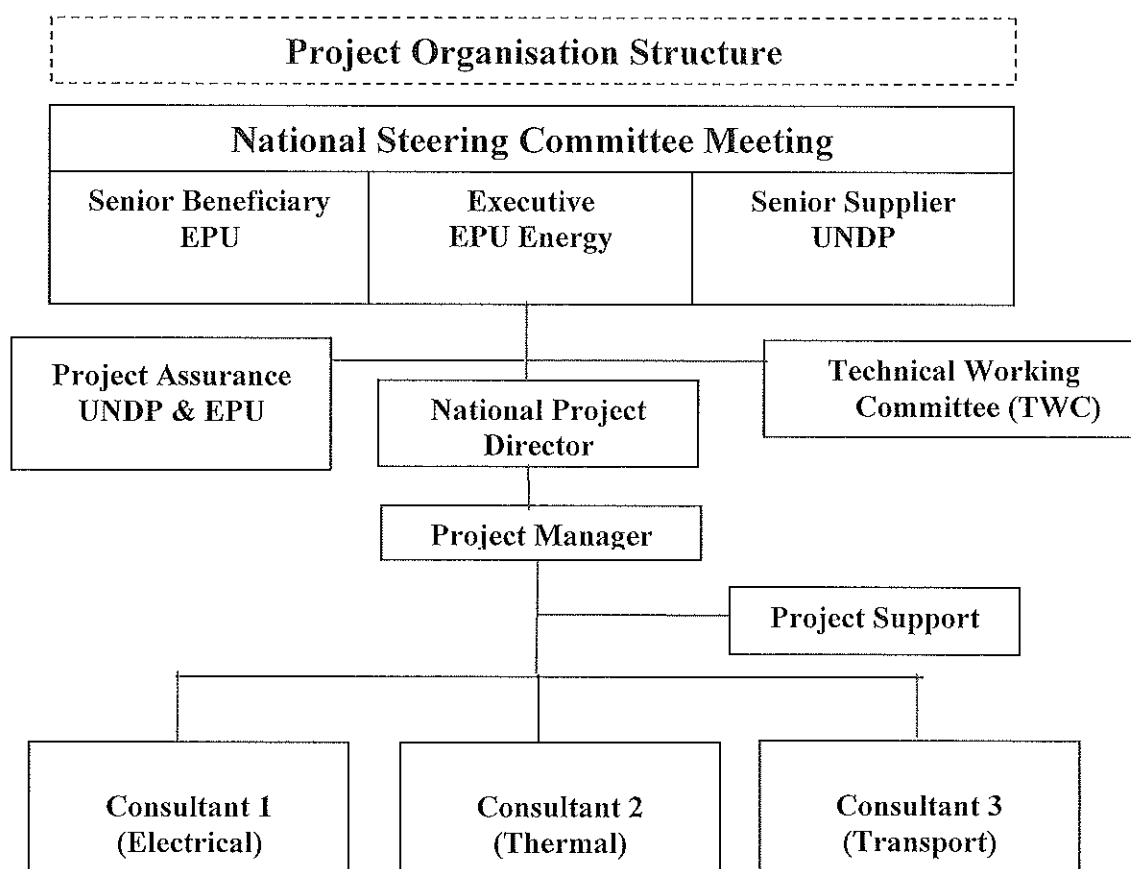 Project Organisation Structure
National Steering Committee Meeting
Senior Beneficiary
EPU
Executive
EPU Energy
Senior Supplier
UNDP
Project Assurance
UNDP & EPU
National Project
Director
Technical Working
Committee (TWC)
Project Manager
Project Support
Consultant 1
(Electrical)
Consultant 2
(Thermal)
Consultant 3
(Transport)